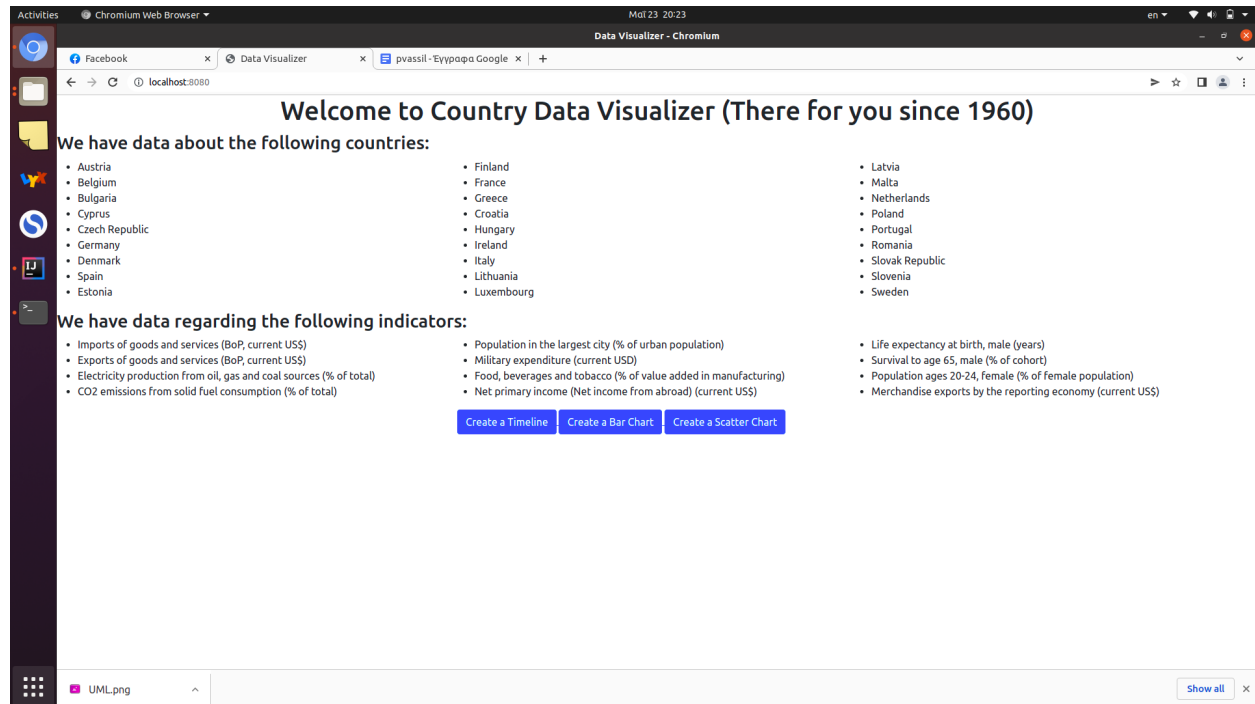 Activities
Chromium Web Browser
Μαΐ 23 20:23
en
Data Visualizer - Chromium
Facebook
Data Visualizer
pvassil - Έγγραφα Google
localhost:8080
Welcome to Country Data Visualizer (There for you since 1960)
We have data about the following countries:
Austria
Belgium
Bulgaria
Cyprus
Czech Republic
Germany
Denmark
Spain
Estonia
Finland
France
Greece
Croatia
Hungary
Ireland
Italy
Lithuania
Luxembourg
Latvia
Malta
Netherlands
Poland
Portugal
Romania
Slovak Republic
Slovenia
Sweden
We have data regarding the following indicators:
Imports of goods and services (BoP, current US$)
Exports of goods and services (BoP, current US$)
Electricity production from oil, gas and coal sources (% of total)
CO2 emissions from solid fuel consumption (% of total)
Population in the largest city (% of urban population)
Military expenditure (current USD)
Food, beverages and tobacco (% of value added in manufacturing)
Net primary income (Net income from abroad) (current US$)
Life expectancy at birth, male (years)
Survival to age 65, male (% of cohort)
Population ages 20-24, female (% of female population)
Merchandise exports by the reporting economy (current US$)
Create a Timeline
Create a Bar Chart
Create a Scatter Chart
UML.png
Show all